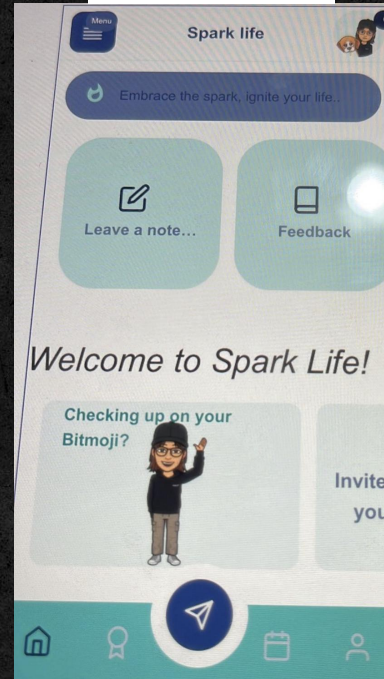 Menu
Spark life
Embrace the spark, ignite your life..
Leave a note...
Feedback
Welcome to Spark Life!
Checking up on your
Bitmoji?
Invite
you